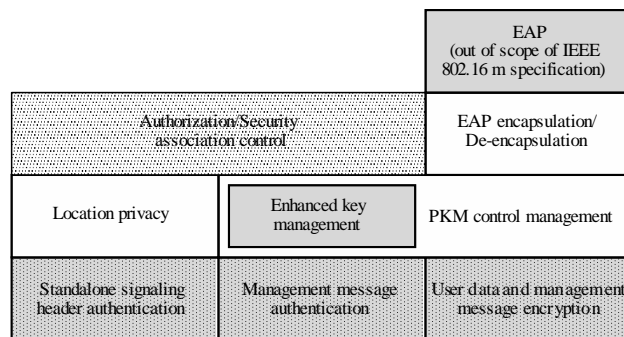 EAP
(out of scope of IEEE
802.16 m specification)
Authorization/Security
association control
EAP encapsulation/
De-encapsulation
Location privacy
Enhanced key
management
PKM control management
Standalone signaling
header authentication
Management message
authentication
User data and management
message encryption